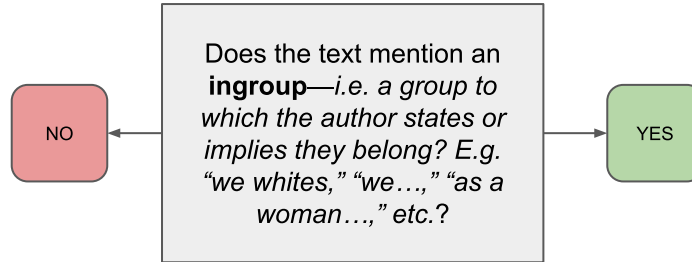 Does the text mention an
ingroup—i.e. a group to
which the author states or
implies they belong? E.g.
“we whites,” “we…,” “as a
woman…,” etc.?
NO
YES